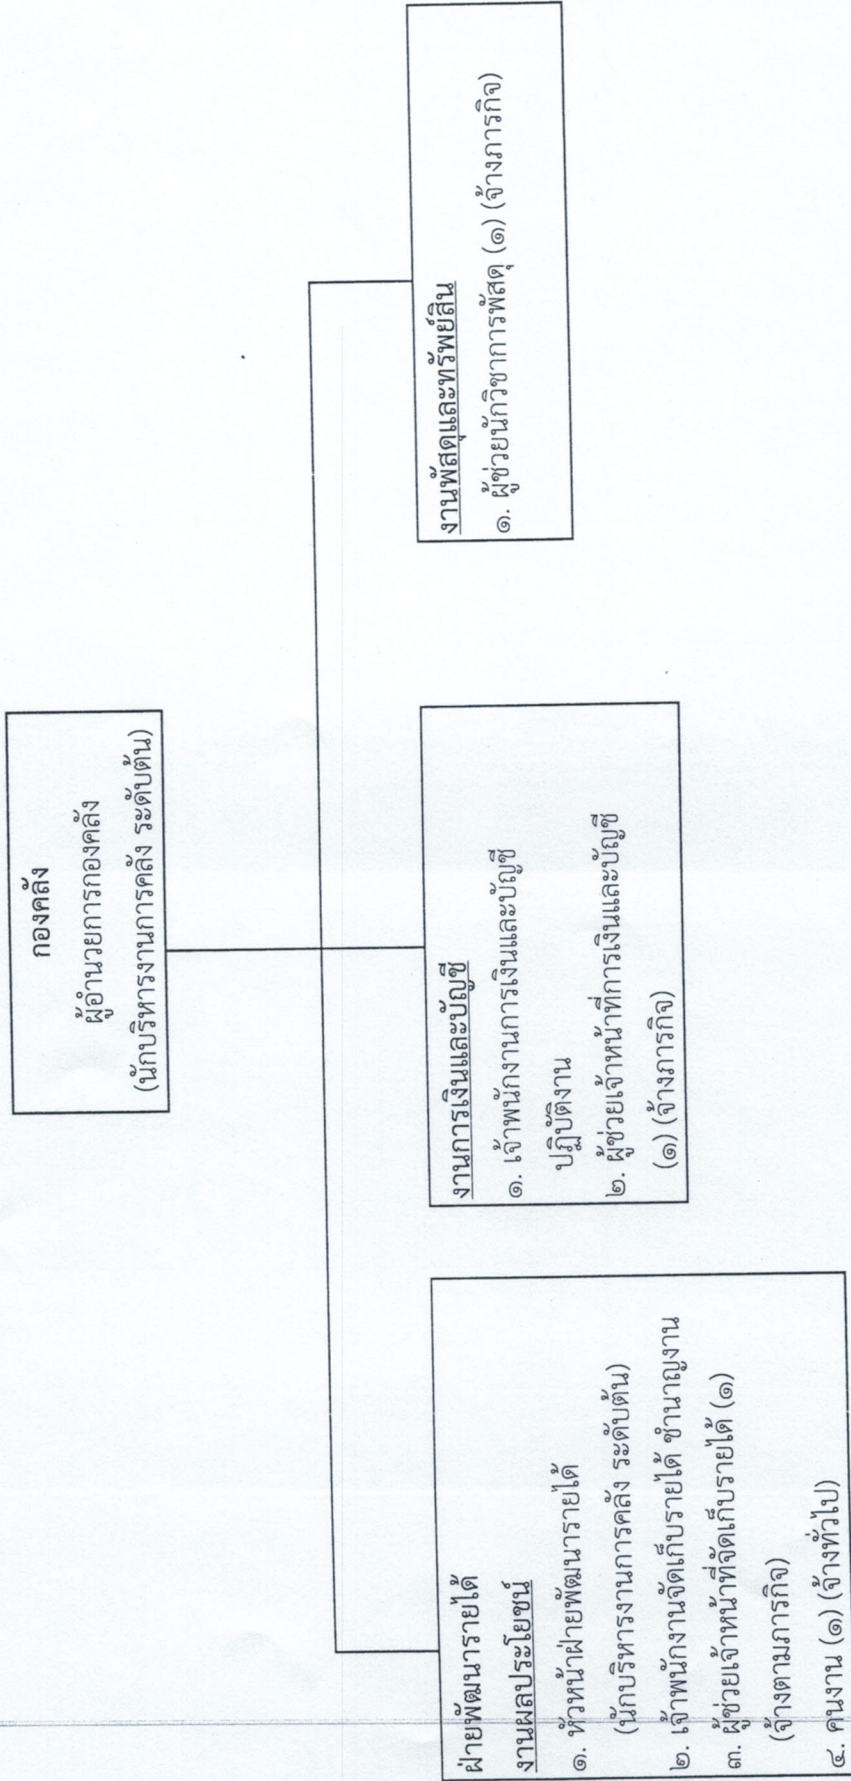 กองคลัง
ผู้อำนวยการกองคลัง
(นักบริหารงานการคลัง ระดับต้น)
ฝ่ายพัฒนารายได้
งานผลประโยชน์
๑. หัวหน้าฝ่ายพัฒนารายได้
(นักบริหารงานการคลัง ระดับต้น)
๒. เจ้าพนักงานจัดเก็บรายได้ ชำนาญงาน
๓. ผู้ช่วยเจ้าหน้าที่จัดเก็บรายได้ (๑)
(จ้างตามภารกิจ)
๔. คนงาน (๑) (จ้างทั่วไป)
งานการเงินและบัญชี
๑. เจ้าพนักงานการเงินและบัญชี
ปฏิบัติงาน
๒. ผู้ช่วยเจ้าหน้าที่การเงินและบัญชี
(๑) (จ้างภารกิจ)
งานพัสดุและทรัพย์สิน
๑. ผู้ช่วยนักวิชาการพัสดุ (๑) (จ้างภารกิจ)